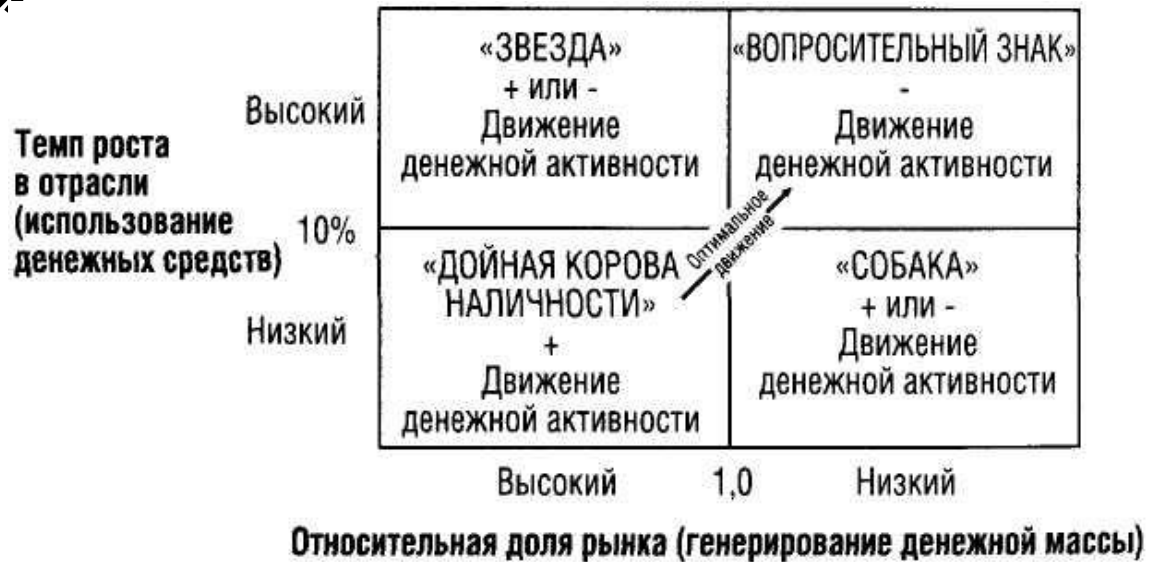 «ЗВЕЗДА»
+ или -
Движение
денежной активности
«ВОПРОСИТЕЛЬНЫЙ ЗНАК»
-
Движение
денежной активности
Высокий
Темп роста
в отрасли
(использование
денежных средств)
10%
Оптимальное
движение
«ДОЙНАЯ КОРОВА
НАЛИЧНОСТИ»
+
Движение
денежной активности
«СОБАКА»
+ или -
Движение
денежной активности
Низкий
Высокий 1,0 Низкий
Относительная доля рынка (генерирование денежной массы)